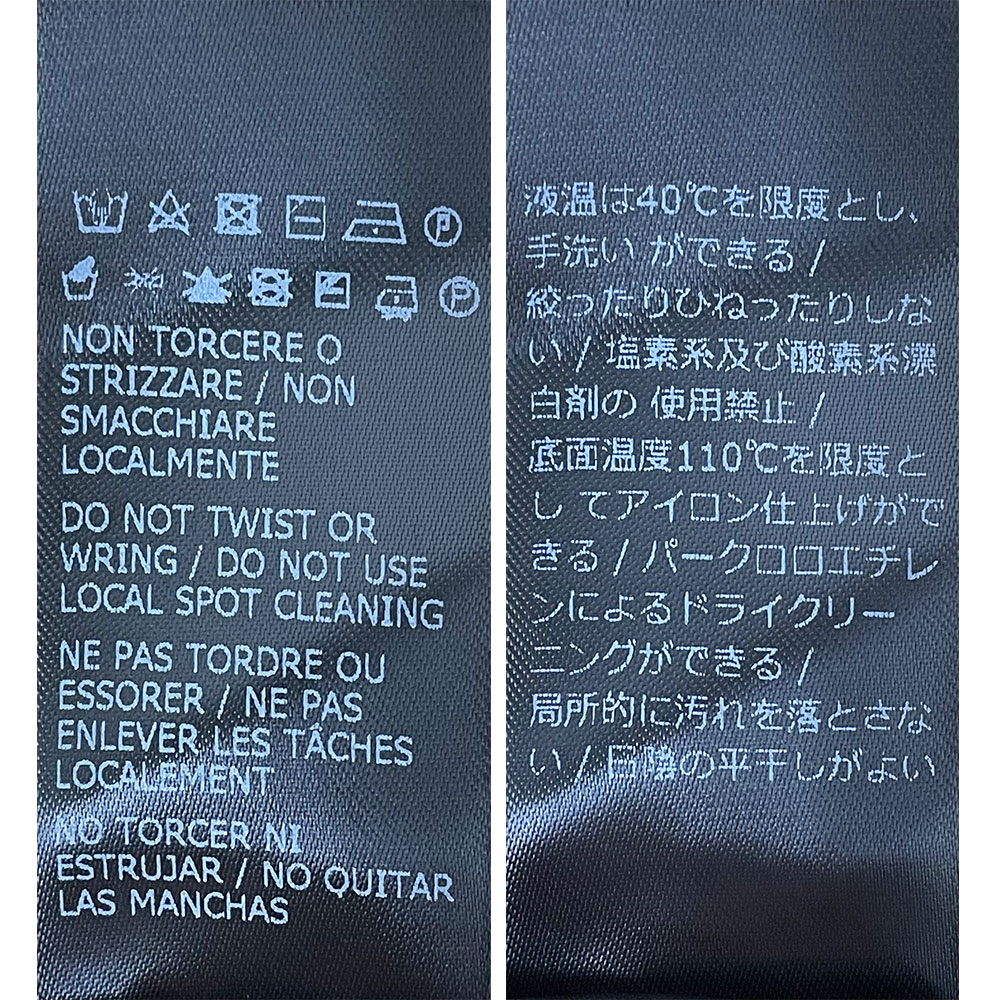 NON TORCERE O
STRIZZARE / NON
SMACCHIARE
LOCALMENTE
DO NOT TWIST OR
WRING / DO NOT USE
LOCAL SPOT CLEANING
NE PAS TORDRE OU
ESSORER / NE PAS
ENLEVER LES TÂCHES
LOCALEMENT
NO TORCER NI
ESTRUJAR / NO QUITAR
LAS MANCHAS
液温は40℃を限度とし、
手洗い ができる /
絞ったりひねったりしな
い / 塩素系及び酸素系漂
白剤の 使用禁止 /
底面温度110℃を限度と
し てアイロン仕上げがで
きる / パークロロエチレ
ンによるドライクリー
ニングができる /
局所的に汚れを落とさな
い / 日陰の平干しがよい